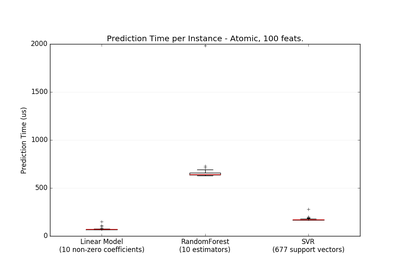 Prediction Time per Instance - Atomic, 100 feats.
2000
1500
1000
500
0
Prediction Time (us)
Linear Model
(10 non-zero coefficients)
RandomForest
(10 estimators)
SVR
(677 support vectors)